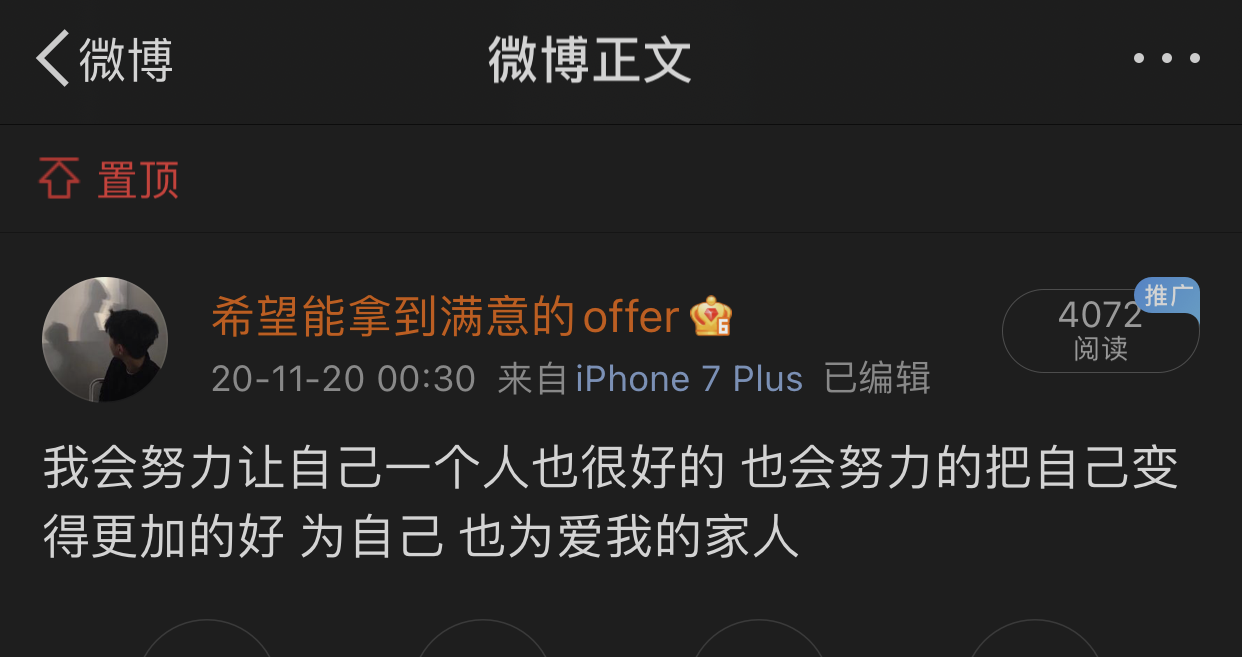 微博 微博正文
置顶
希望能拿到满意的offer 6
20-11-20 00:30 来自iPhone 7 Plus 已编辑
推广
4072
阅读
我会努力让自己一个人也很好的 也会努力的把自己变
得更加的好 为自己 也为爱我的家人